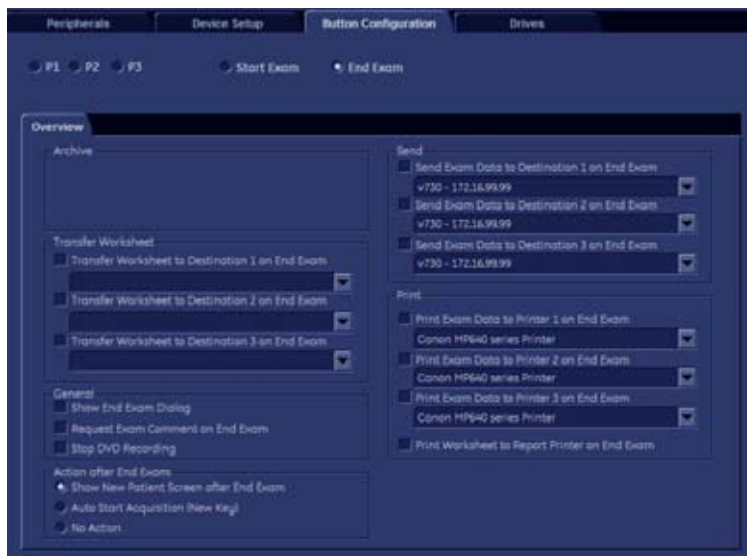 Peripherals Device Setup Button Configuration Drives
P1 P2 P3 Start Exam End Exam
Overview
Archive
Transfer Worksheet
Transfer Worksheet to Destination 1 on End Exam
Transfer Worksheet to Destination 2 on End Exam
Transfer Worksheet to Destination 3 on End Exam
General
Show End Exam Dialog
Request Exam Comment on End Exam
Stop DVD Recording
Action after End Exam
Show New Patient Screen after End Exam
Auto Start Acquisition (New Key)
No Action
Send
Send Exam Data to Destination 1 on End Exam
v730 - 172.16.99.99
Send Exam Data to Destination 2 on End Exam
v730 - 172.16.99.99
Send Exam Data to Destination 3 on End Exam
v730 - 172.16.99.99
Print
Print Exam Data to Printer 1 on End Exam
Canon MP640 series Printer
Print Exam Data to Printer 2 on End Exam
Canon MP640 series Printer
Print Exam Data to Printer 3 on End Exam
Canon MP640 series Printer
Print Worksheet to Report Printer on End Exam